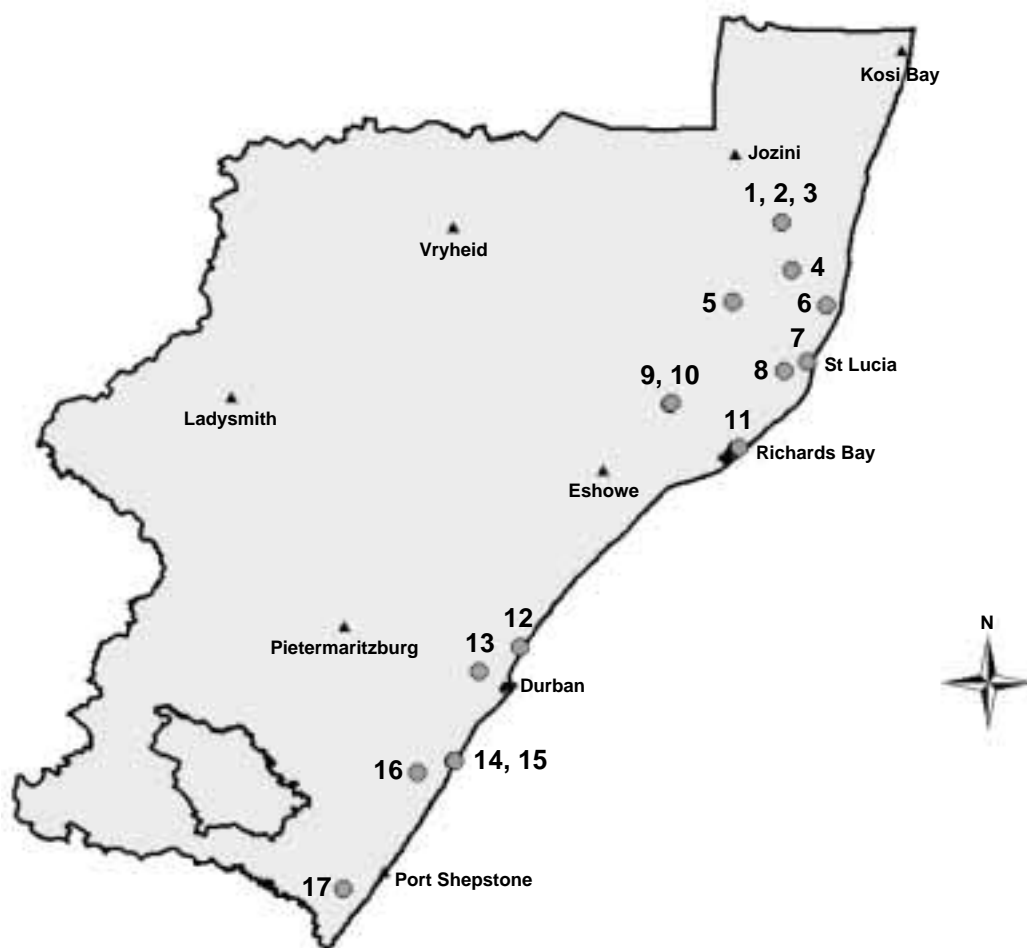 Kosi Bay
Jozini
1, 2, 3
Vryheid
4
5
6
7
St Lucia
8
9, 10
Ladysmith
11
Richards Bay
Eshowe
12
N
Pietermaritzburg
13
Durban
14, 15
16
Port Shepstone
17